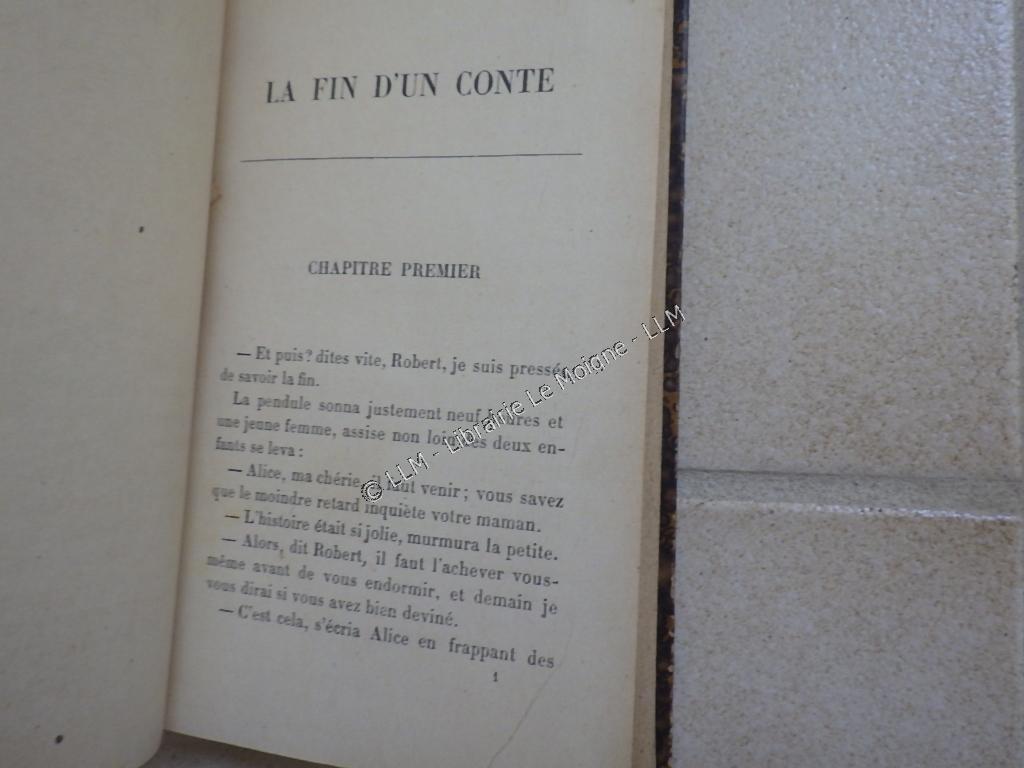 LA FIN D'UN CONTE
CHAPITRE PREMIER
— Et puis? dites vite, Robert, je suis pressée
de savoir la fin.
La pendule sonna justement neuf heures et
une jeune femme, assise non loin des deux en-
fants se leva :
— Alice, ma chérie, il faut venir ; vous savez
que le moindre retard inquiète votre maman.
— L'histoire était si jolie, murmura la petite.
— Alors, dit Robert, il faut l'achever vous-
même avant de vous endormir, et demain je
vous dirai si vous avez bien deviné.
— C'est cela, s'écria Alice en frappant des
1
© LLM - Librairie Le Moigne - LLM